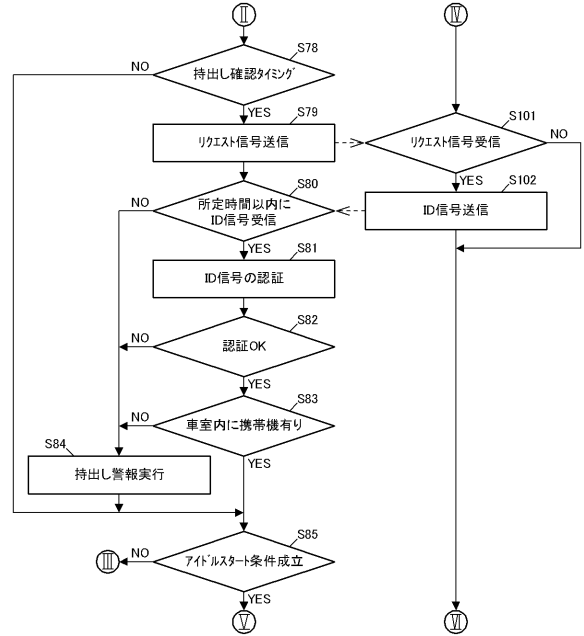 II
IV
S78
NO
持出し確認ﾀｲﾐﾝｸﾞ
YES
S79
ﾘｸｴｽﾄ信号送信
S101
NO
ﾘｸｴｽﾄ信号受信
YES
S80
NO
所定時間以内に
ID信号受信
YES
S102
ID信号送信
S81
ID信号の認証
S82
NO
認証OK
YES
S83
NO
車室内に携帯機有り
YES
S84
持出し警報実行
S85
NO
III
ｱｲﾄﾞﾙｽﾀｰﾄ条件成立
YES
V
VI